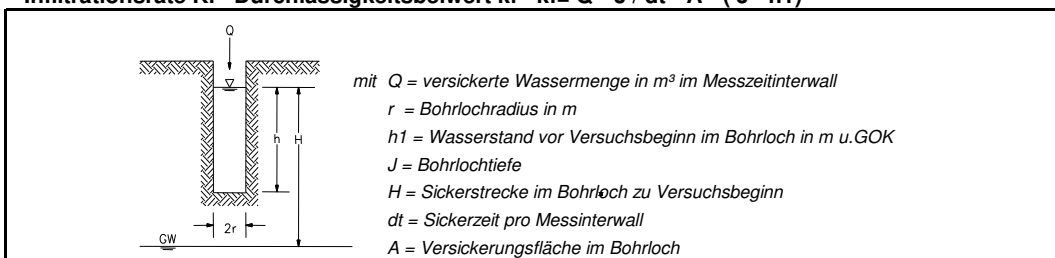 Q
mit Q = versickerte Wassermenge in m³ im Messzeitinterwall
r = Bohrlochradius in m
h1 = Wasserstand vor Versuchsbeginn im Bohrloch in m u.GOK
h H
J = Bohrlochtiefe
H = Sickerstrecke im Bohrloch zu Versuchsbeginn
2r
dt = Sickerzeit pro Messinterwall
GW
A = Versickerungsfläche im Bohrloch